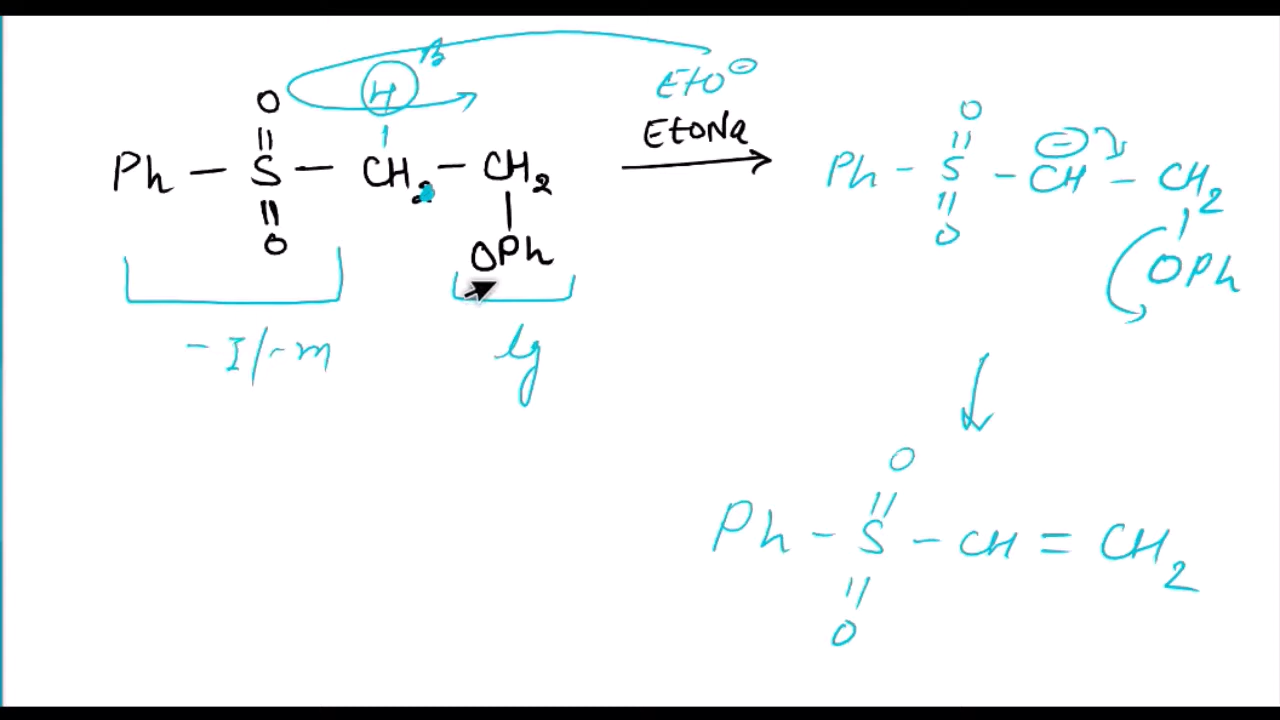 O H β EtO⊖
Ph – S – CH₂ – CH₂ EtONa
O OPh
- I/-m lg
O
Ph – S – CH⊖ – CH₂
O OPh
O
Ph – S – CH = CH₂
O